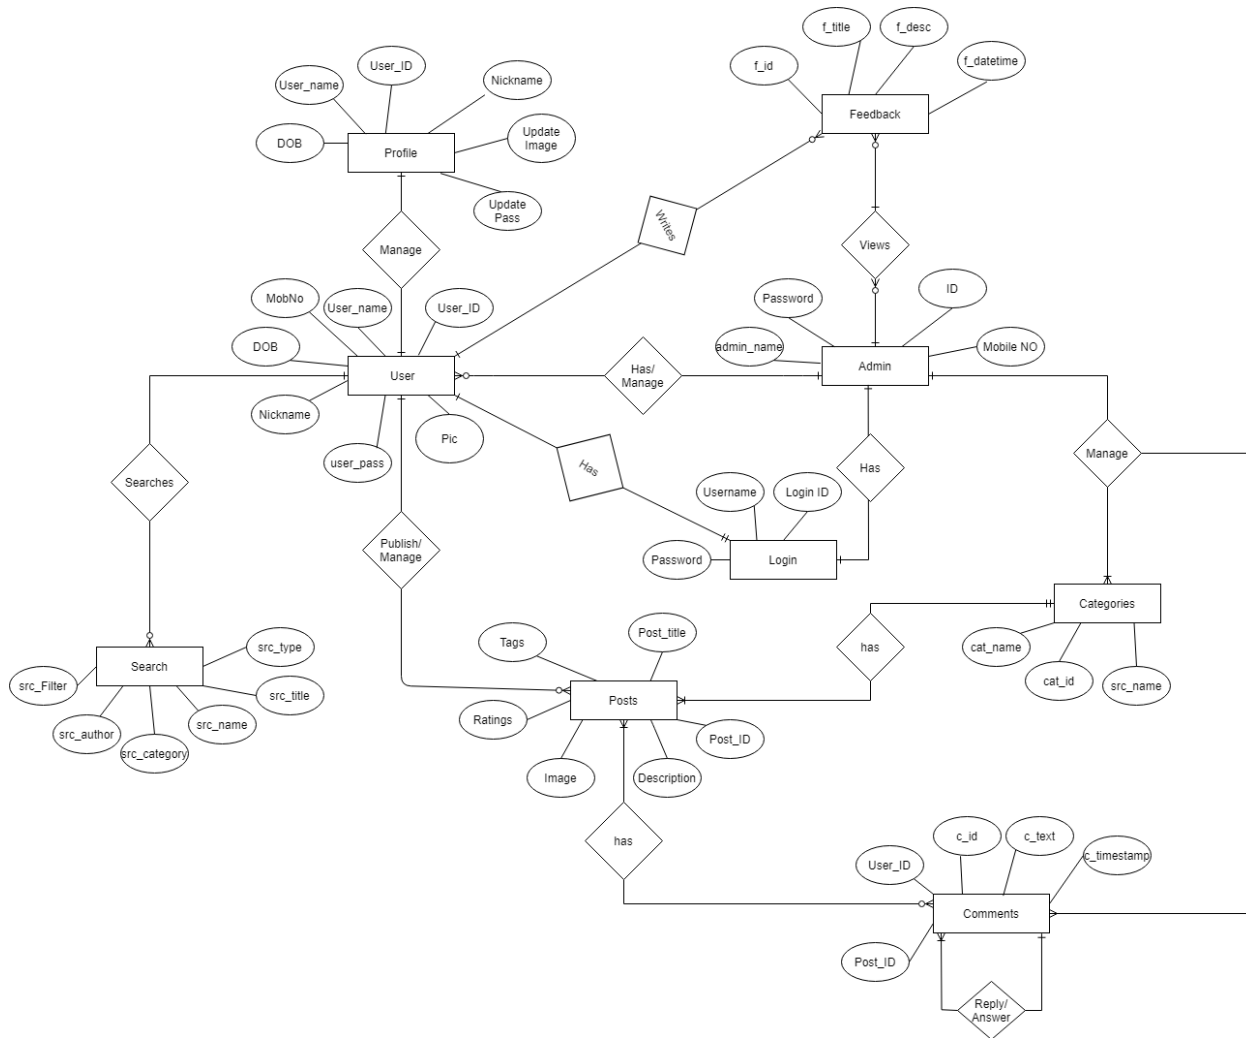 f_title
f_desc
f_id
f_datetime
Feedback
User_ID
User_name
Nickname
DOB
Update
Image
Profile
Update
Pass
Manage
Writes
Views
MobNo
User_name
User_ID
DOB
User
Nickname
user_pass
Pic
Has/
Manage
Password
ID
admin_name
Mobile NO
Admin
Searches
Has
Has
Manage
Username
Login ID
Password
Login
Publish/
Manage
Categories
cat_name
cat_id
src_name
has
src_type
Search
src_Filter
src_title
src_author
src_name
src_category
Tags
Post_title
Posts
Ratings
Post_ID
Image
Description
has
c_id
c_text
User_ID
c_timestamp
Comments
Post_ID
Reply/
Answer